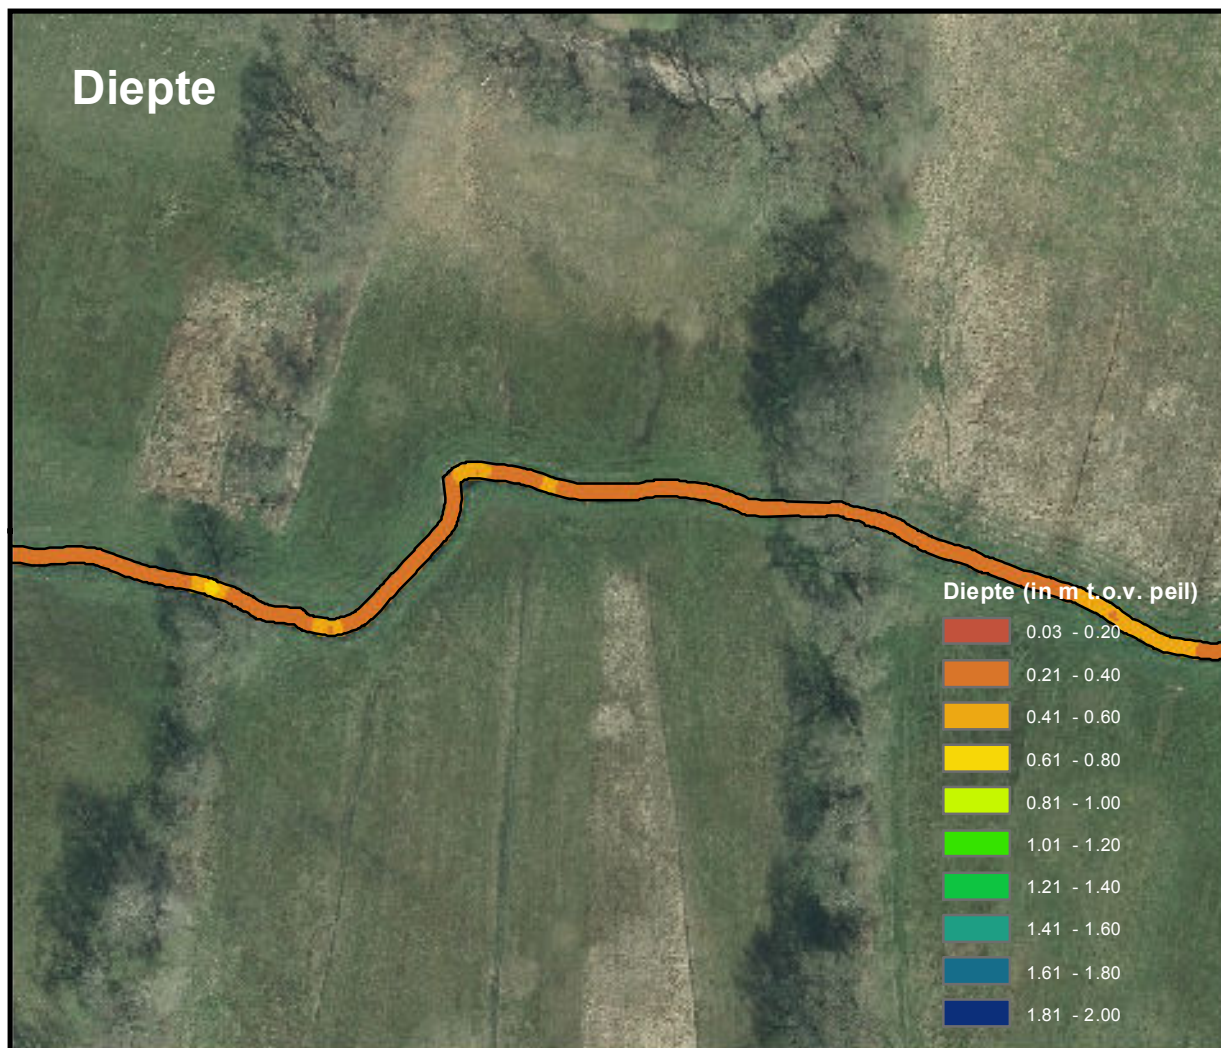 Diepte
Diepte (in m t.o.v. peil)
0.03 - 0.20
0.21 - 0.40
0.41 - 0.60
0.61 - 0.80
0.81 - 1.00
1.01 - 1.20
1.21 - 1.40
1.41 - 1.60
1.61 - 1.80
1.81 - 2.00